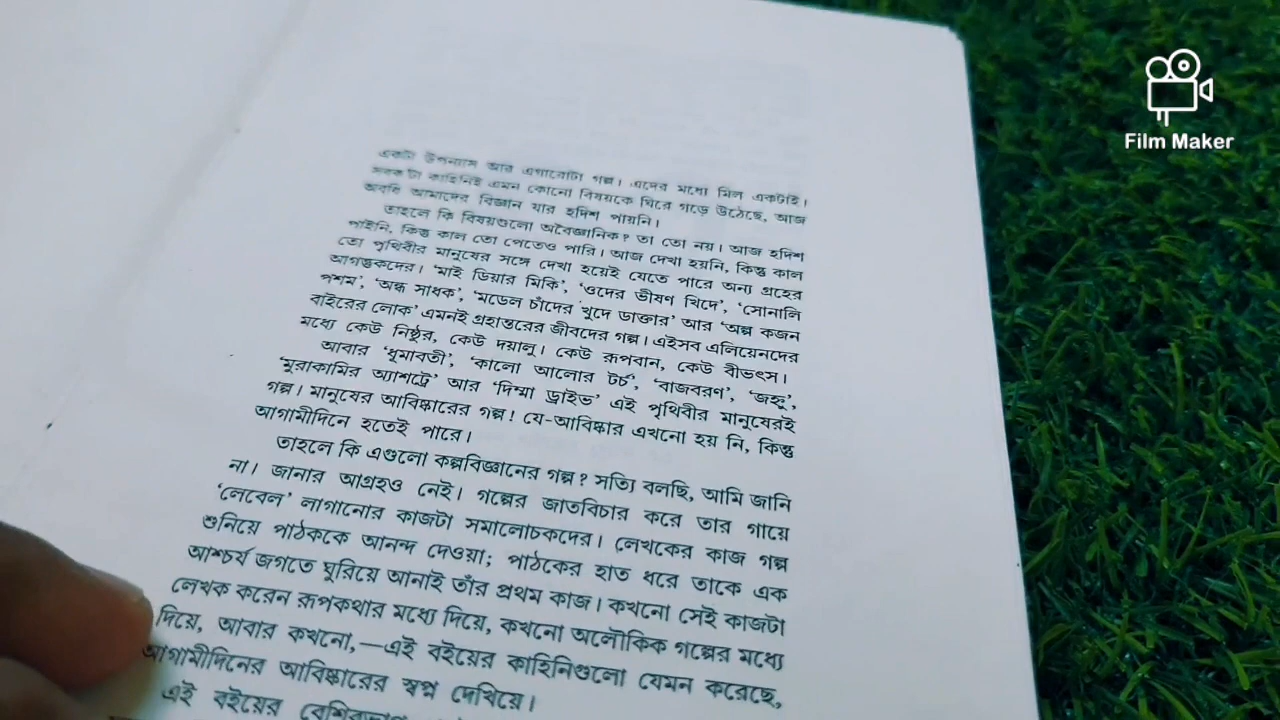 একটা উপন্যাস আর এগারোটা গল্প। এদের মধ্যে মিল একটাই।
সবক'টা কাহিনিই এমন কোনো বিষয়কে ঘিরে গড়ে উঠেছে, আজ
অবধি আমাদের বিজ্ঞান যার হদিশ পায়নি।
তাহলে কি বিষয়গুলো অবৈজ্ঞানিক? তা তো নয়। আজ হদিশ
পাইনি, কিন্তু কাল তো পেতেও পারি। আজ দেখা হয়নি, কিন্তু কাল
তো পৃথিবীর মানুষের সঙ্গে দেখা হয়েই যেতে পারে অন্য গ্রহের
আগন্তুকদের। ‘মাই ডিয়ার মিকি’, ‘ওদের ভীষণ খিদে’, ‘সোনালি
পশম’, ‘অন্ধ সাধক’, ‘মডেল চাঁদের খুদে ডাক্তার’ আর ‘অল্প কজন
বাইরের লোক’ এমনই গ্রহান্তরের জীবদের গল্প। এইসব এলিয়েনদের
মধ্যে কেউ নিষ্ঠুর, কেউ দয়ালু। কেউ রূপবান, কেউ বীভৎস।
আবার ‘ধূমাবতী’, ‘কালো আলোর টর্চ’, ‘বাজবরণ’, ‘জহ্নু’,
‘মুরাকামির অ্যাশট্রে’ আর ‘দিম্মা ড্রাইভ’ এই পৃথিবীর মানুষেরই
গল্প। মানুষের আবিষ্কারের গল্প! যে-আবিষ্কার এখনো হয় নি, কিন্তু
আগামীদিনে হতেই পারে।
তাহলে কি এগুলো কল্পবিজ্ঞানের গল্প? সত্যি বলছি, আমি জানি
না। জানার আগ্রহও নেই। গল্পের জাতবিচার করে তার গায়ে
‘লেবেল’ লাগানোর কাজটা সমালোচকদের। লেখকের কাজ গল্প
শুনিয়ে পাঠককে আনন্দ দেওয়া; পাঠকের হাত ধরে তাকে এক
আশ্চর্য জগতে ঘুরিয়ে আনাই তাঁর প্রথম কাজ। কখনো সেই কাজটা
লেখক করেন রূপকথার মধ্যে দিয়ে, কখনো অলৌকিক গল্পের মধ্যে
দিয়ে, আবার কখনো,—এই বইয়ের কাহিনিগুলো যেমন করেছে,
আগামীদিনের আবিষ্কারের স্বপ্ন দেখিয়ে।
এই বইয়ের বেশিরভাগ
Film Maker